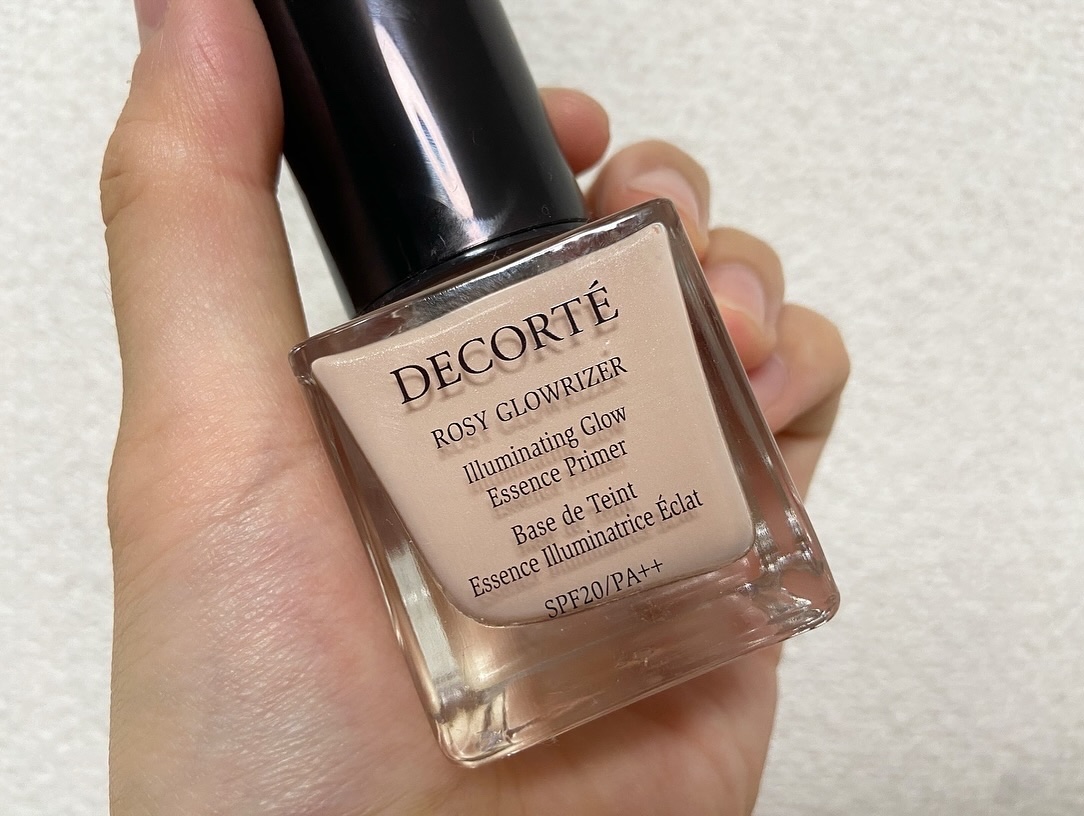 DECORTÉ
ROSY GLOWRIZER
Illuminating Glow
Essence Primer
Base de Teint
Essence Illuminatrice Éclat
SPF20/PA++